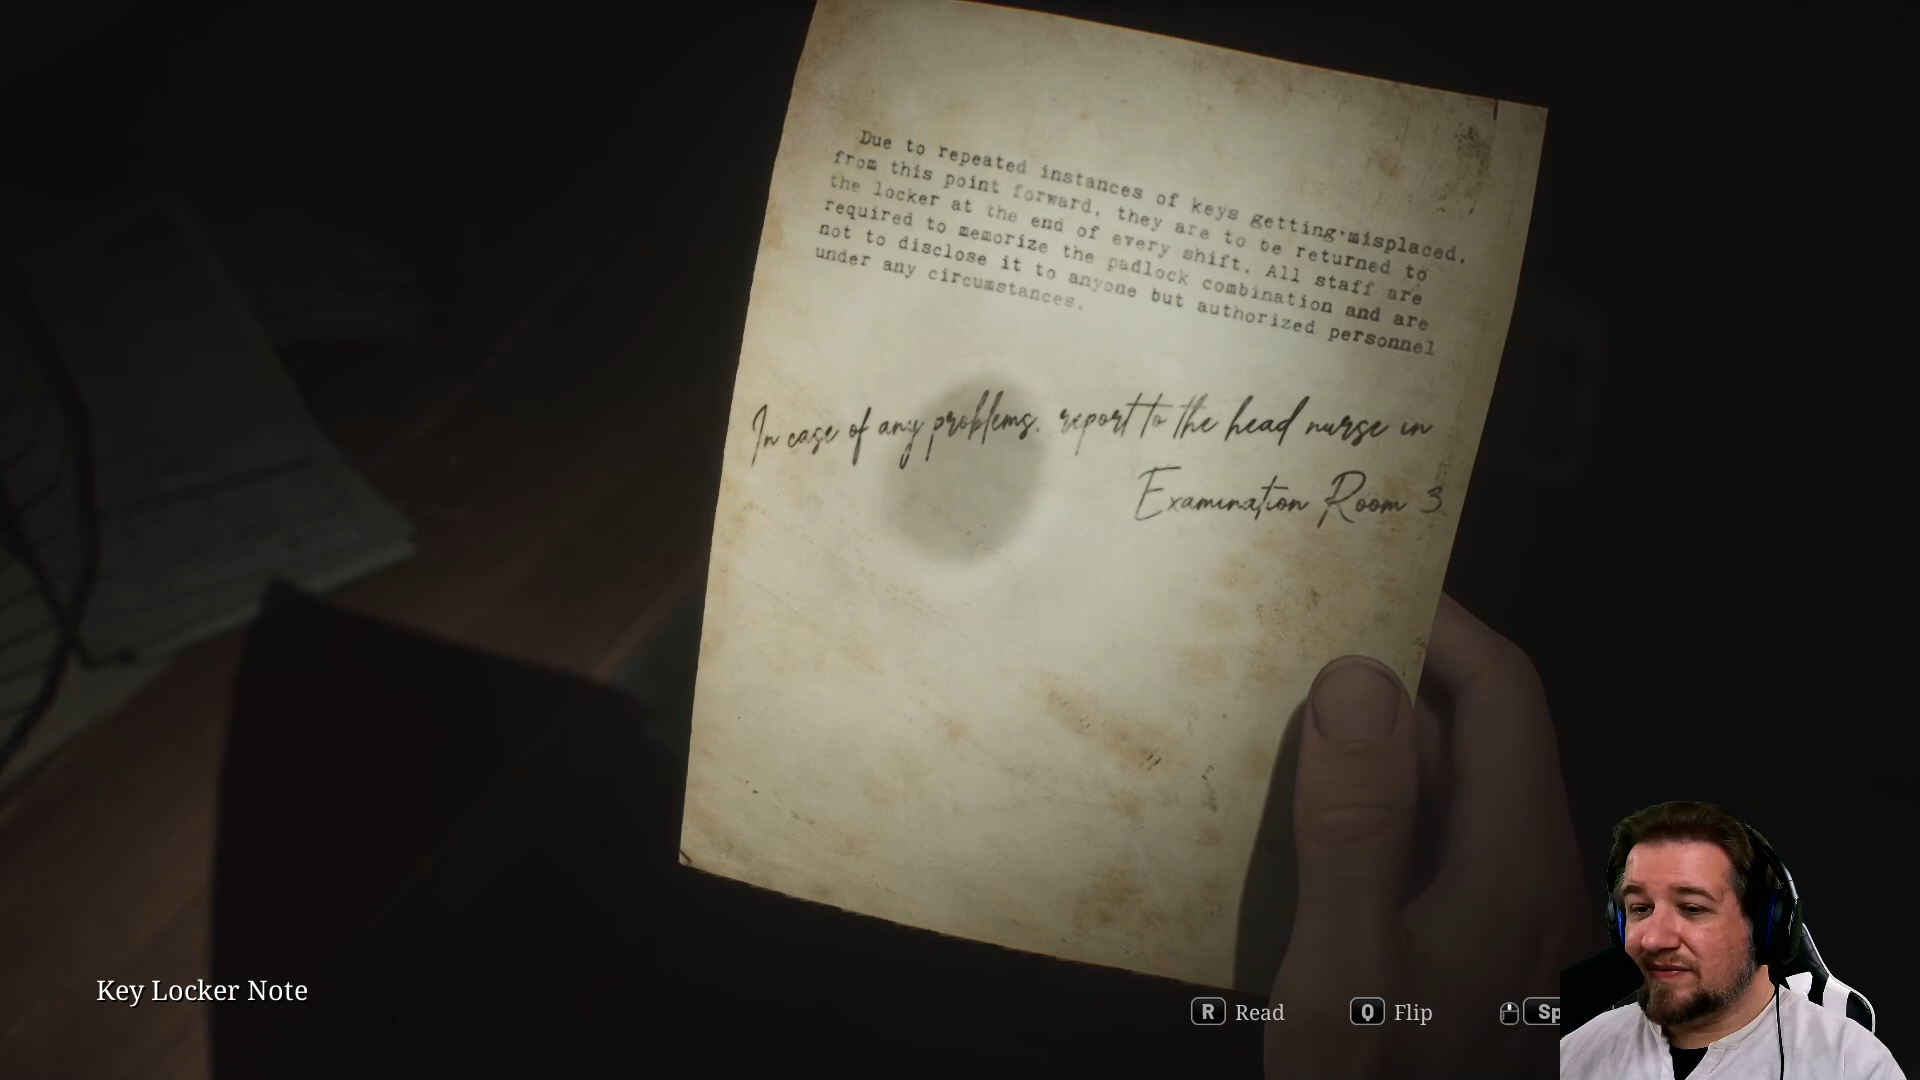 Due to repeated instances of keys getting misplaced,
from this point forward, they are to be returned to
the locker at the end of every shift. All staff are
required to memorize the padlock combination and are
not to disclose it to anyone but authorized personnel
under any circumstances.
In case of any problems, report to the head nurse in
Examination Room 3
Key Locker Note
R Read
Q Flip
Sp